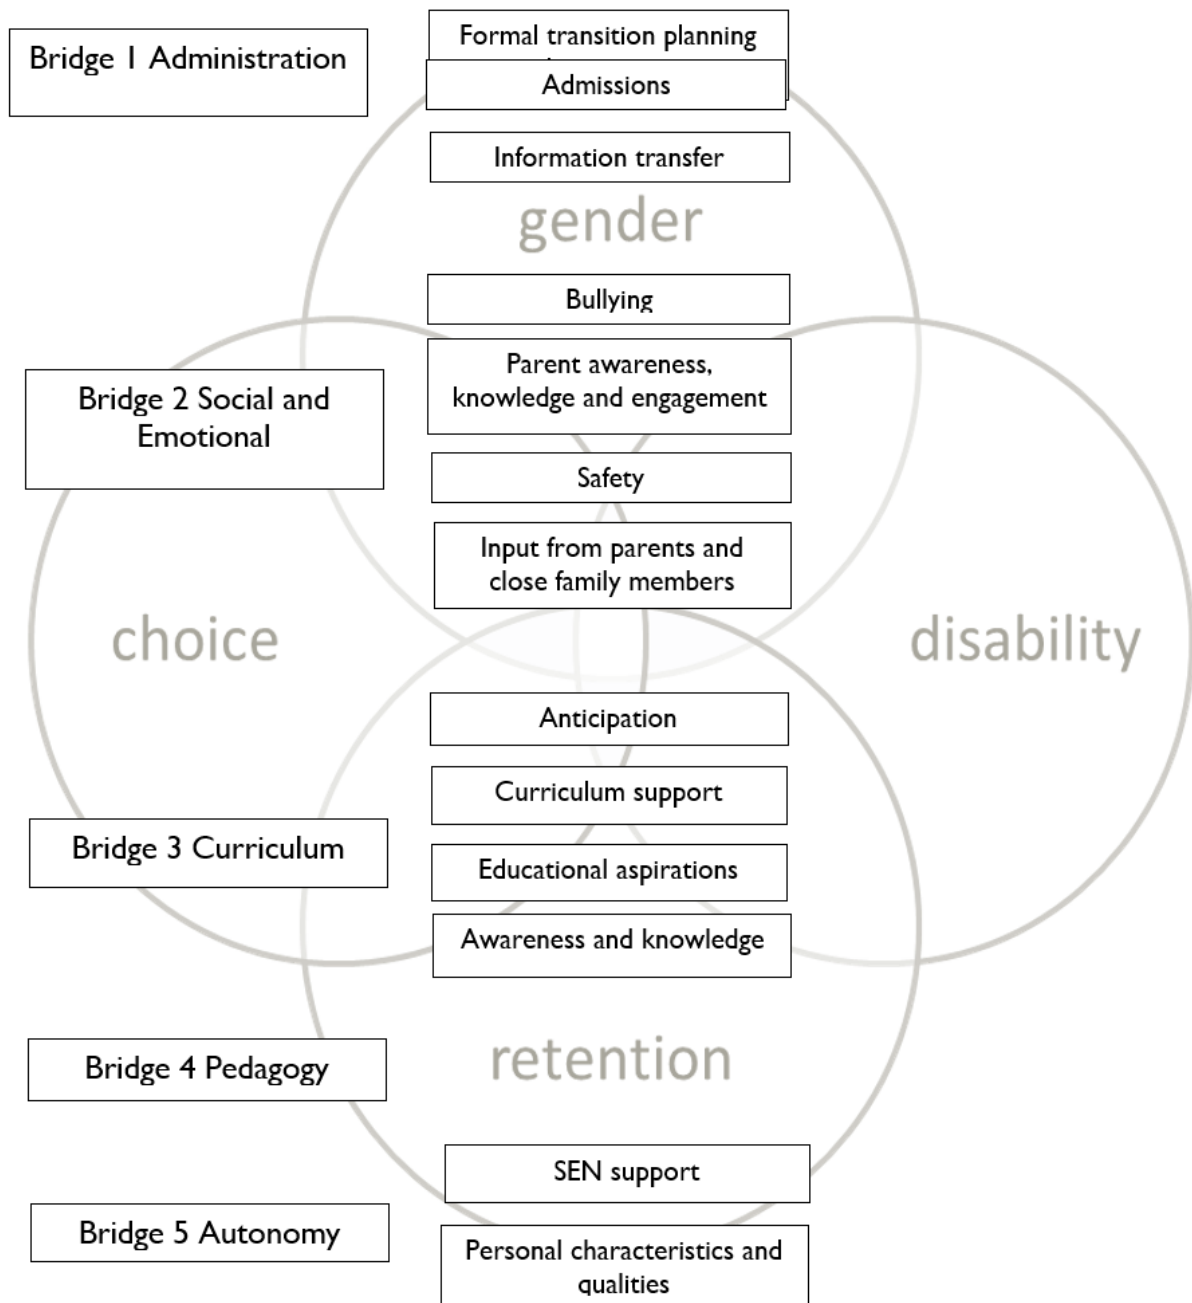 Bridge 1 Administration
Formal transition planning
Admissions
Information transfer
gender
Bullying
Parent awareness,
knowledge and engagement
Bridge 2 Social and
Emotional
Safety
Input from parents and
close family members
choice
disability
Anticipation
Curriculum support
Bridge 3 Curriculum
Educational aspirations
Awareness and knowledge
retention
Bridge 4 Pedagogy
SEN support
Bridge 5 Autonomy
Personal characteristics and
qualities